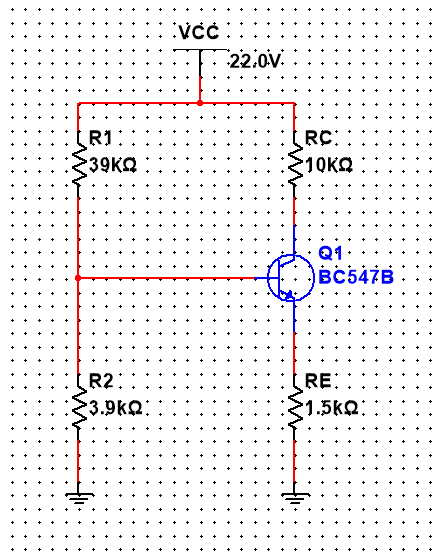 VCC
22.0V
R1
39kΩ
RC
10kΩ
Q1
BC547B
R2
3.9kΩ
RE
1.5kΩ